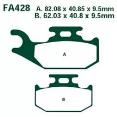 FA428 A. 82.08 x 40.85 x 9.5mm
B. 62.03 x 40.8 x 9.5mm
A
B